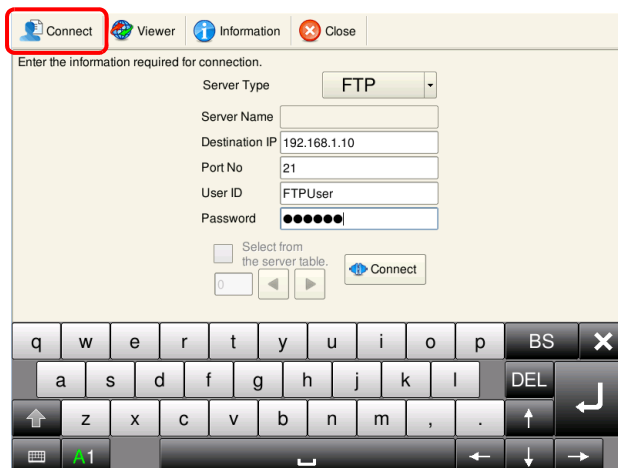 Connect Viewer Information Close
Enter the information required for connection.
Server Type FTP
Server Name
Destination IP 192.168.1.10
Port No 21
User ID FTPUser
Password ●●●●●●
Select from
the server table.
0 Connect
q w e r t y u i o p BS
a s d f g h j k l DEL
z x c v b n m , .
A1